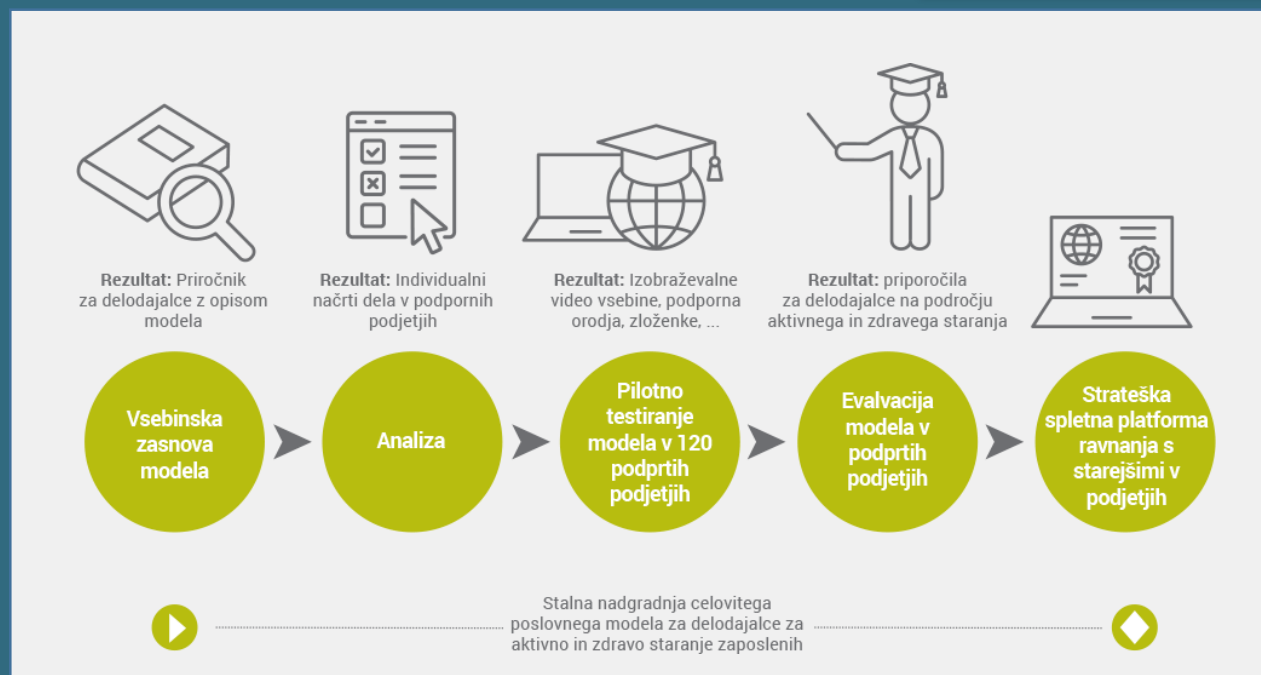 Rezultat: Priročnik
za delodajalce z opisom
modela
Rezultat: Individualni
načrti dela v podpornih
podjetjih
Rezultat: Izobraževalne
video vsebine, podporna
orodja, zloženke, ...
Rezultat: priporočila
za delodajalce na področju
aktivnega in zdravega staranja
Vsebinska
zasnova
modela
Analiza
Pilotno
testiranje
modela v 120
podprtih
podjetjih
Evalvacija
modela v
podprtih
podjetjih
Strateška
spletna platforma
ravnanja s
starejšimi v
podjetjih
Stalna nadgradnja celovitega
poslovnega modela za delodajalce za
aktivno in zdravo staranje zaposlenih